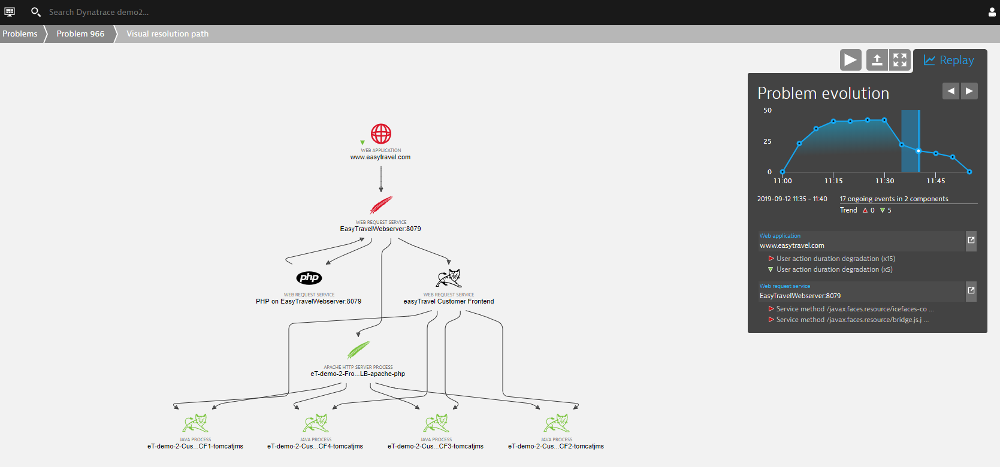 Search Dynatrace demo2...
Problems
Problem 966
Visual resolution path
Replay
Problem evolution
50
25
0
11:00
11:15
11:30
11:45
2019-09-12 11:35 - 11:40
17 ongoing events in 2 components
Trend 0 5
Web application
www.easytravel.com
User action duration degradation (x15)
User action duration degradation (x5)
Web request service
EasyTravelWebserver:8079
Service method /javax.faces.resource/icefaces-co ...
Service method /javax.faces.resource/bridge.js.j ...
WEB APPLICATION
www.easytravel.com
WEB REQUEST SERVICE
EasyTravelWebserver:8079
php
WEB REQUEST SERVICE
PHP on EasyTravelWebserver:8079
WEB REQUEST SERVICE
easyTravel Customer Frontend
APACHE HTTP SERVER PROCESS
eT-demo-2-Fro...LB-apache-php
JAVA PROCESS
eT-demo-2-Cus...CF1-tomcatjms
JAVA PROCESS
eT-demo-2-Cus...CF4-tomcatjms
JAVA PROCESS
eT-demo-2-Cus...CF3-tomcatjms
JAVA PROCESS
eT-demo-2-Cus...CF2-tomcatjms